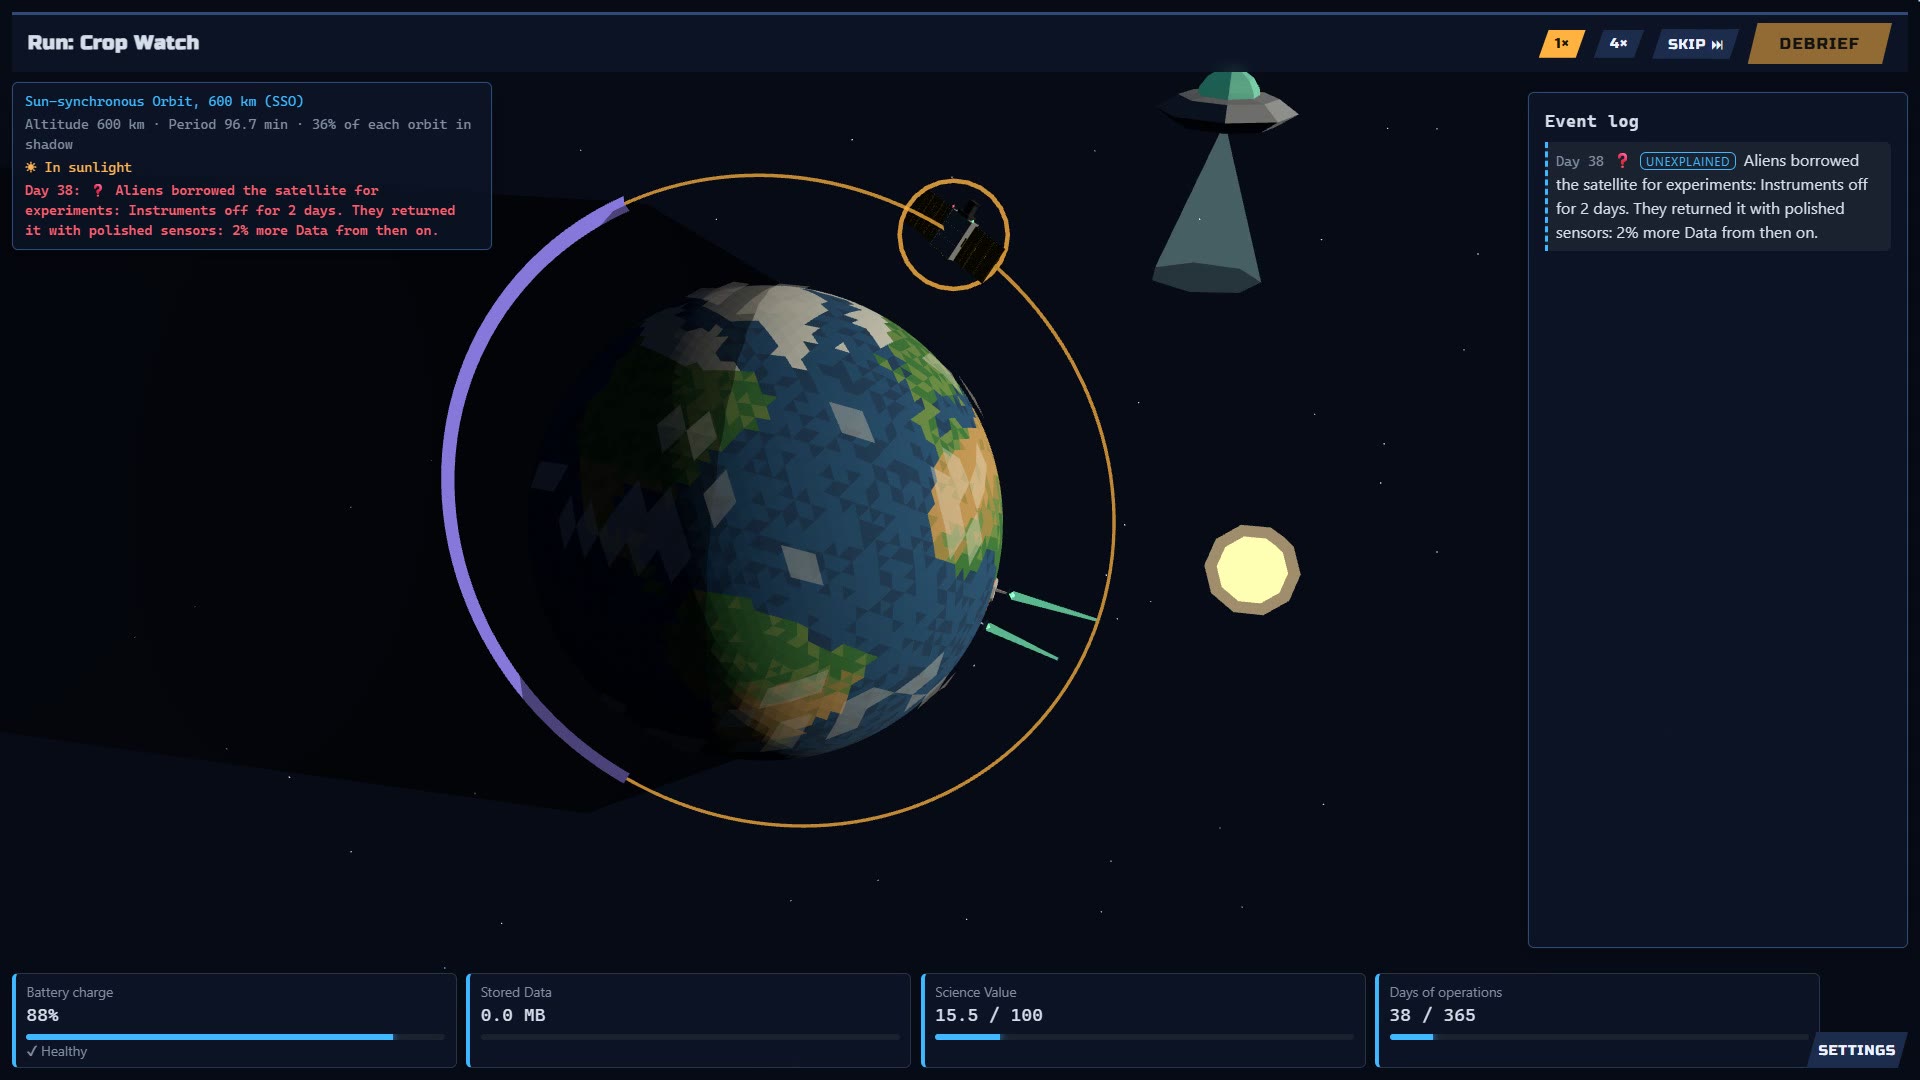 Run: Crop Watch
1×
4×
SKIP ⏭
DEBRIEF
Sun-synchronous Orbit, 600 km (SSO)
Altitude 600 km · Period 96.7 min · 36% of each orbit in
shadow
☀ In sunlight
Day 38: ❓ Aliens borrowed the satellite for
experiments: Instruments off for 2 days. They returned
it with polished sensors: 2% more Data from then on.
Event log
Day 38 ❓ UNEXPLAINED Aliens borrowed
the satellite for experiments: Instruments off
for 2 days. They returned it with polished
sensors: 2% more Data from then on.
Battery charge
88%
✓ Healthy
Stored Data
0.0 MB
Science Value
15.5 / 100
Days of operations
38 / 365
SETTINGS